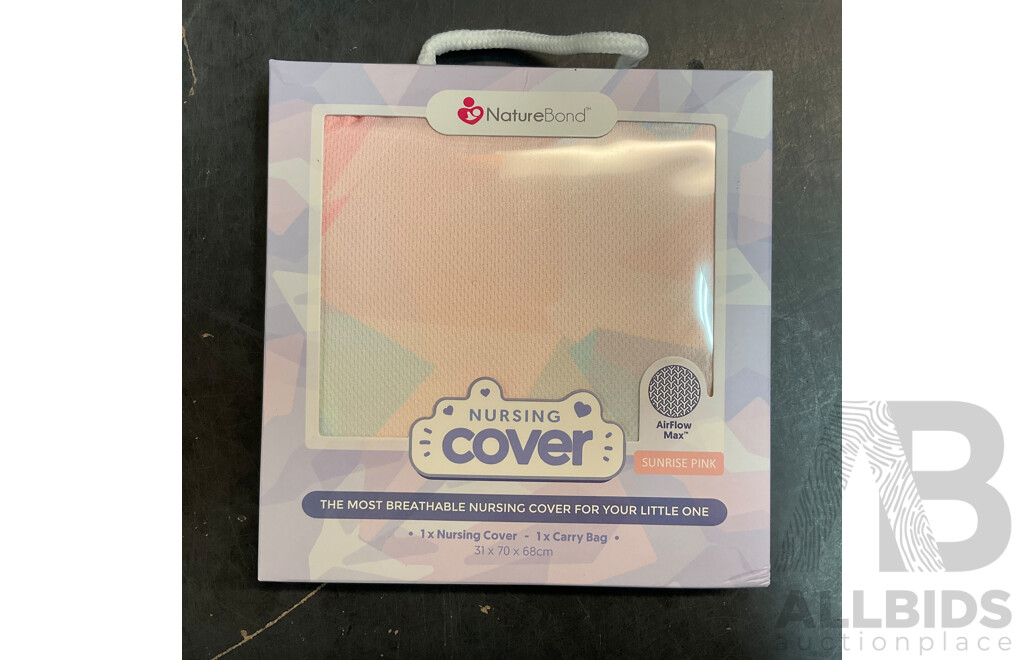 NatureBond™
AirFlow
Max™
NURSING
cover
SUNRISE PINK
THE MOST BREATHABLE NURSING COVER FOR YOUR LITTLE ONE
• 1 x Nursing Cover - 1 x Carry Bag •
31 x 70 x 68cm
AB
ALLBIDS
auctionplace